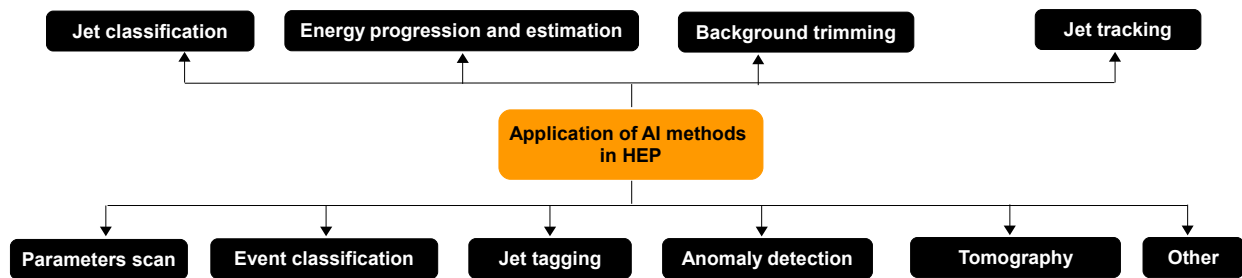 Jet classification
Energy progression and estimation
Background trimming
Jet tracking
Application of AI methods
in HEP
Parameters scan
Event classification
Jet tagging
Anomaly detection
Tomography
Other